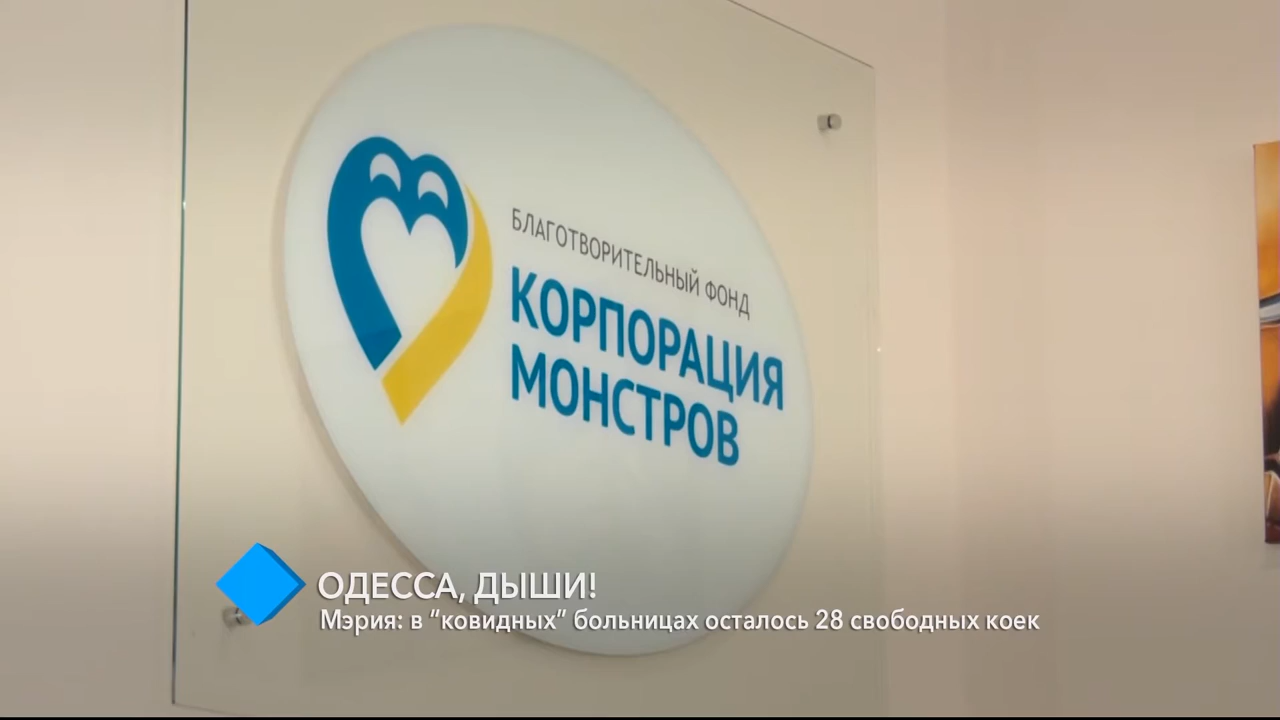 БЛАГОТВОРИТЕЛЬНЫЙ ФОНД
КОРПОРАЦИЯ
МОНСТРОВ
ОДЕССА, ДЫШИ!
Мэрия: в "ковидных" больницах осталось 28 свободных коек